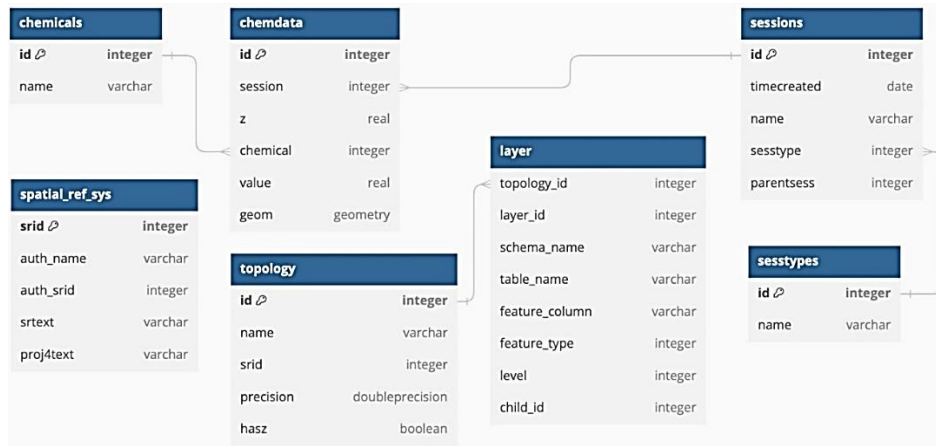 chemicals
id integer
name varchar
chemdata
id integer
session integer
z real
chemical integer
value real
geom geometry
sessions
id integer
timecreated date
name varchar
sesstype integer
parentsess integer
layer
topology_id integer
layer_id integer
schema_name varchar
table_name varchar
feature_column varchar
feature_type integer
level integer
child_id integer
spatial_ref_sys
srid integer
auth_name varchar
auth_srid integer
srtext varchar
proj4text varchar
topology
id integer
name varchar
srid integer
precision doubleprecision
hasz boolean
sesstypes
id integer
name varchar